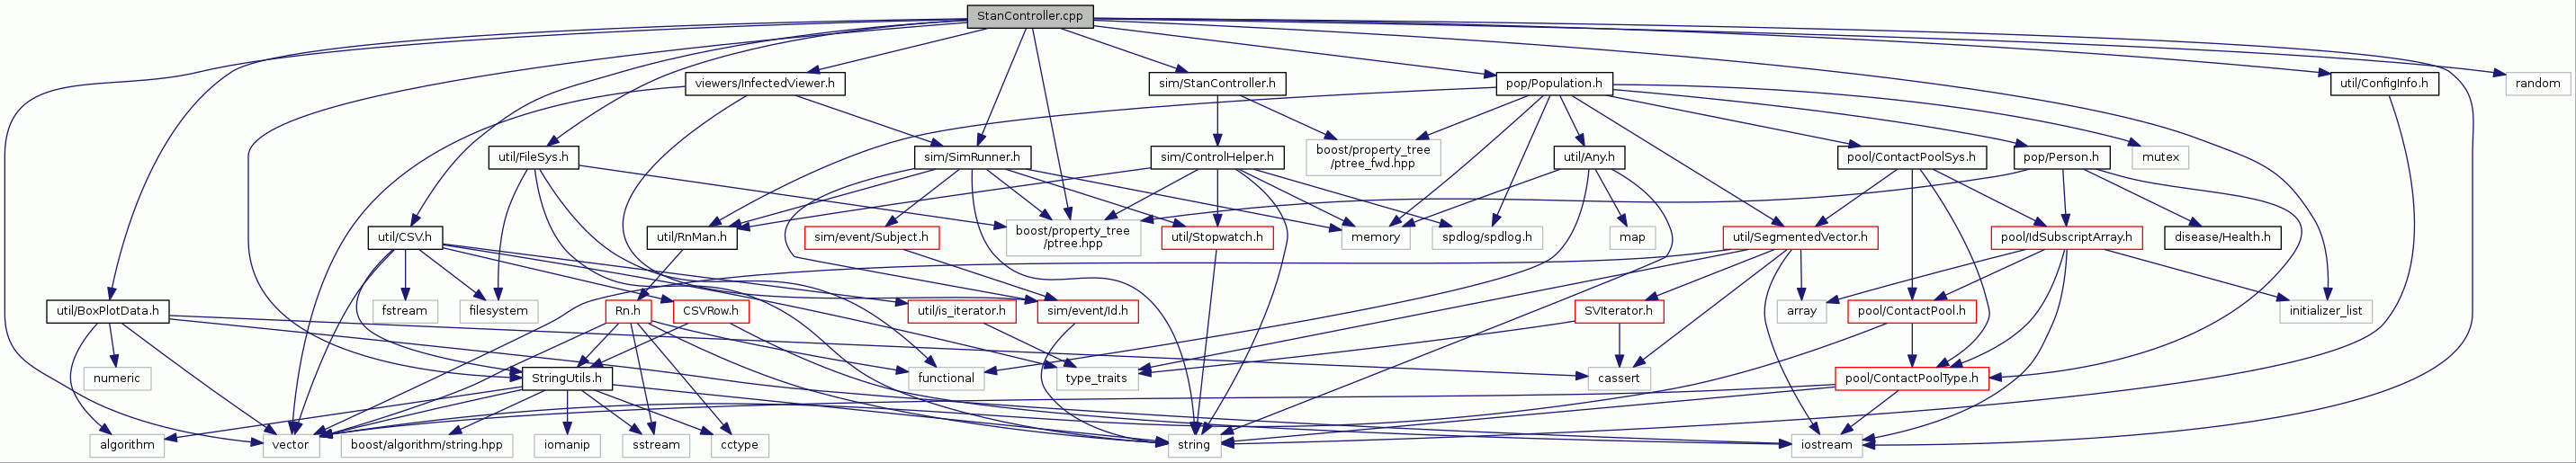 StanController.cpp
viewers/InfectedViewer.h
sim/StanController.h
pop/Population.h
util/ConfigInfo.h
random
util/FileSys.h
sim/SimRunner.h
sim/ControlHelper.h
boost/property_tree
/ptree_fwd.hpp
util/Any.h
pool/ContactPoolSys.h
pop/Person.h
mutex
util/CSV.h
util/RnMan.h
sim/event/Subject.h
boost/property_tree
/ptree.hpp
util/Stopwatch.h
memory
spdlog/spdlog.h
map
util/SegmentedVector.h
pool/IdSubscriptArray.h
disease/Health.h
util/BoxPlotData.h
fstream
filesystem
Rn.h
CSVRow.h
util/is_iterator.h
sim/event/Id.h
SVIterator.h
array
pool/ContactPool.h
initializer_list
numeric
StringUtils.h
functional
type_traits
cassert
pool/ContactPoolType.h
algorithm
vector
boost/algorithm/string.hpp
iomanip
sstream
cctype
string
iostream